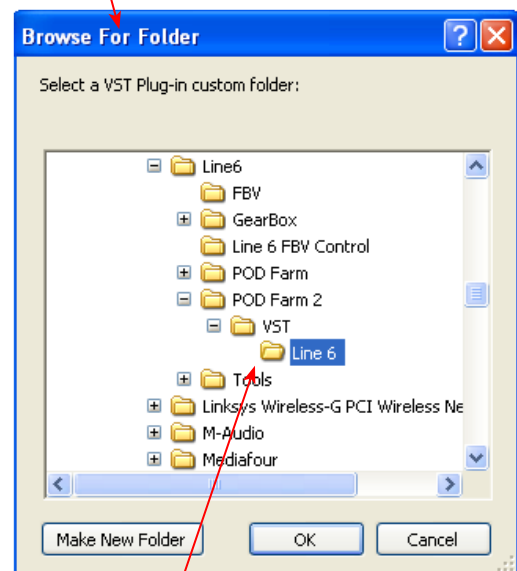 Browse For Folder
Select a VST Plug-in custom folder:
Line6
FBV
GearBox
Line 6 FBV Control
POD Farm
POD Farm 2
VST
Line 6
Tools
Linksys Wireless-G PCI Wireless Ne
M-Audio
Mediafour
Make New Folder
OK
Cancel